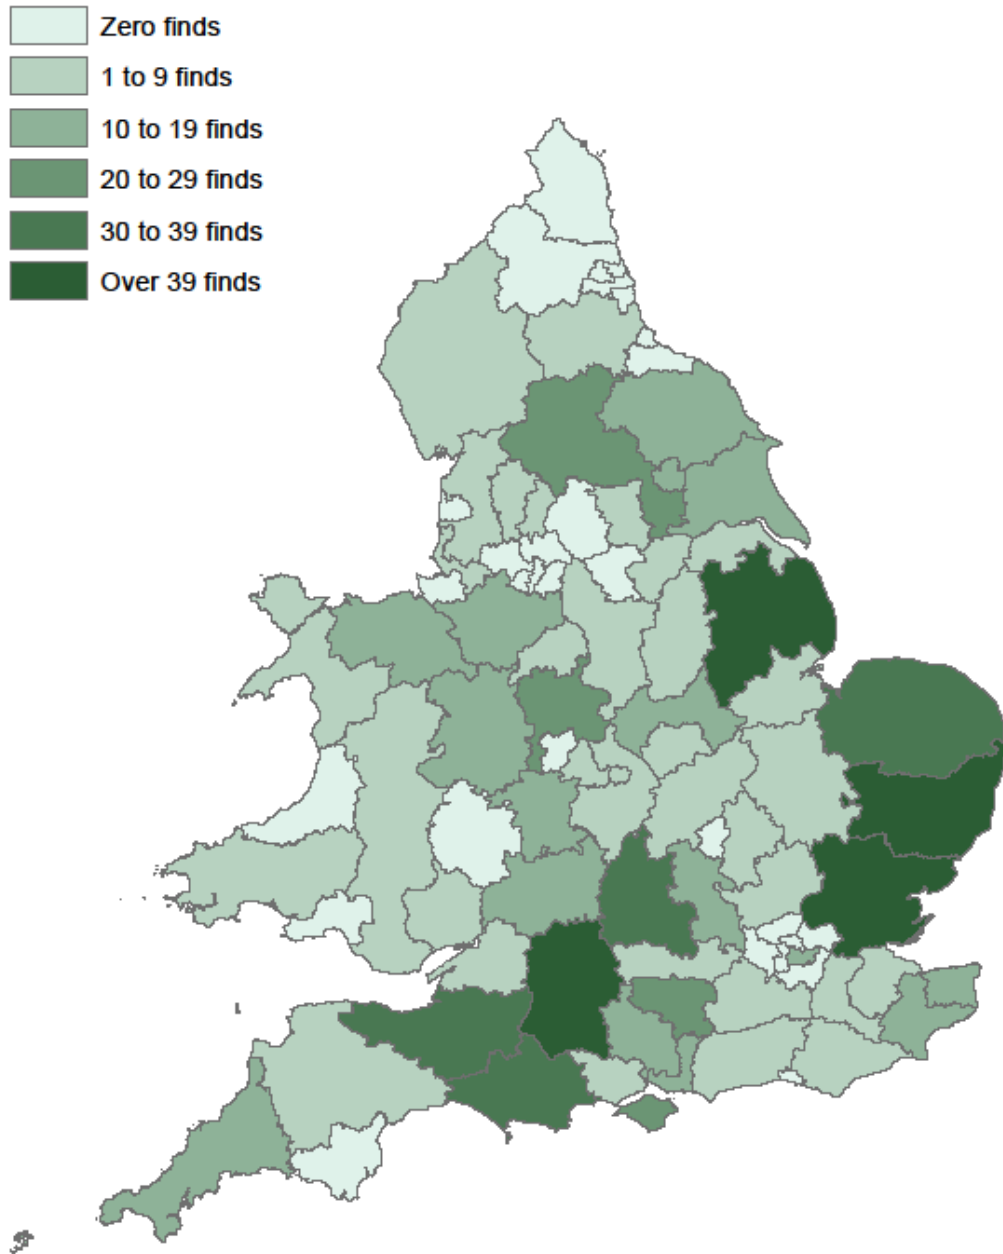 Zero finds
1 to 9 finds
10 to 19 finds
20 to 29 finds
30 to 39 finds
Over 39 finds